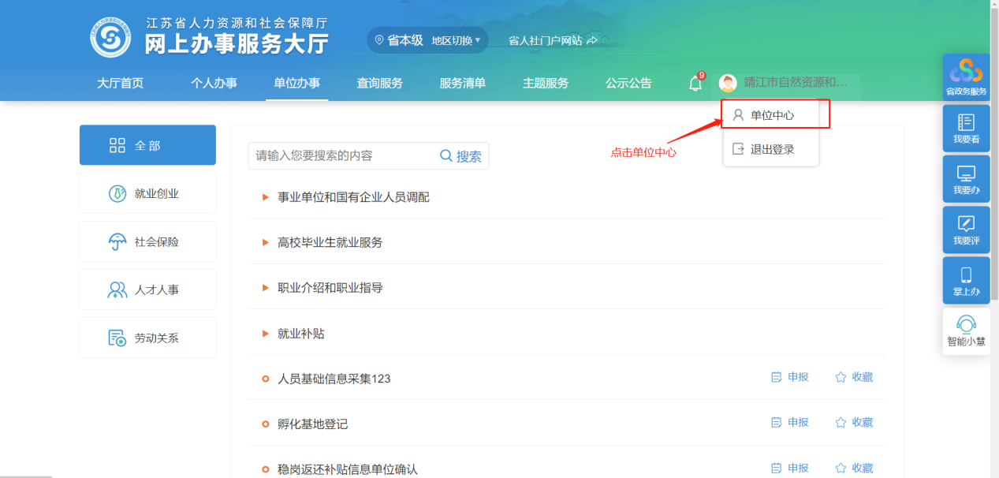 江苏省人力资源和社会保障厅
网上办事服务大厅
省本级 地区切换
省人社门户网站
大厅首页 个人办事 单位办事 查询服务 服务清单 主题服务 公示公告
9
靖江市自然资源和...
单位中心
退出登录
点击单位中心
全部
就业创业
社会保险
人才人事
劳动关系
请输入您要搜索的内容 搜索
事业单位和国有企业人员调配
高校毕业生就业服务
职业介绍和职业指导
就业补贴
人员基础信息采集123 申报 收藏
孵化基地登记 申报 收藏
稳岗返还补贴信息单位确认 申报 收藏
省政务服务
我要看
我要办
我要评
掌上办
智能小慧